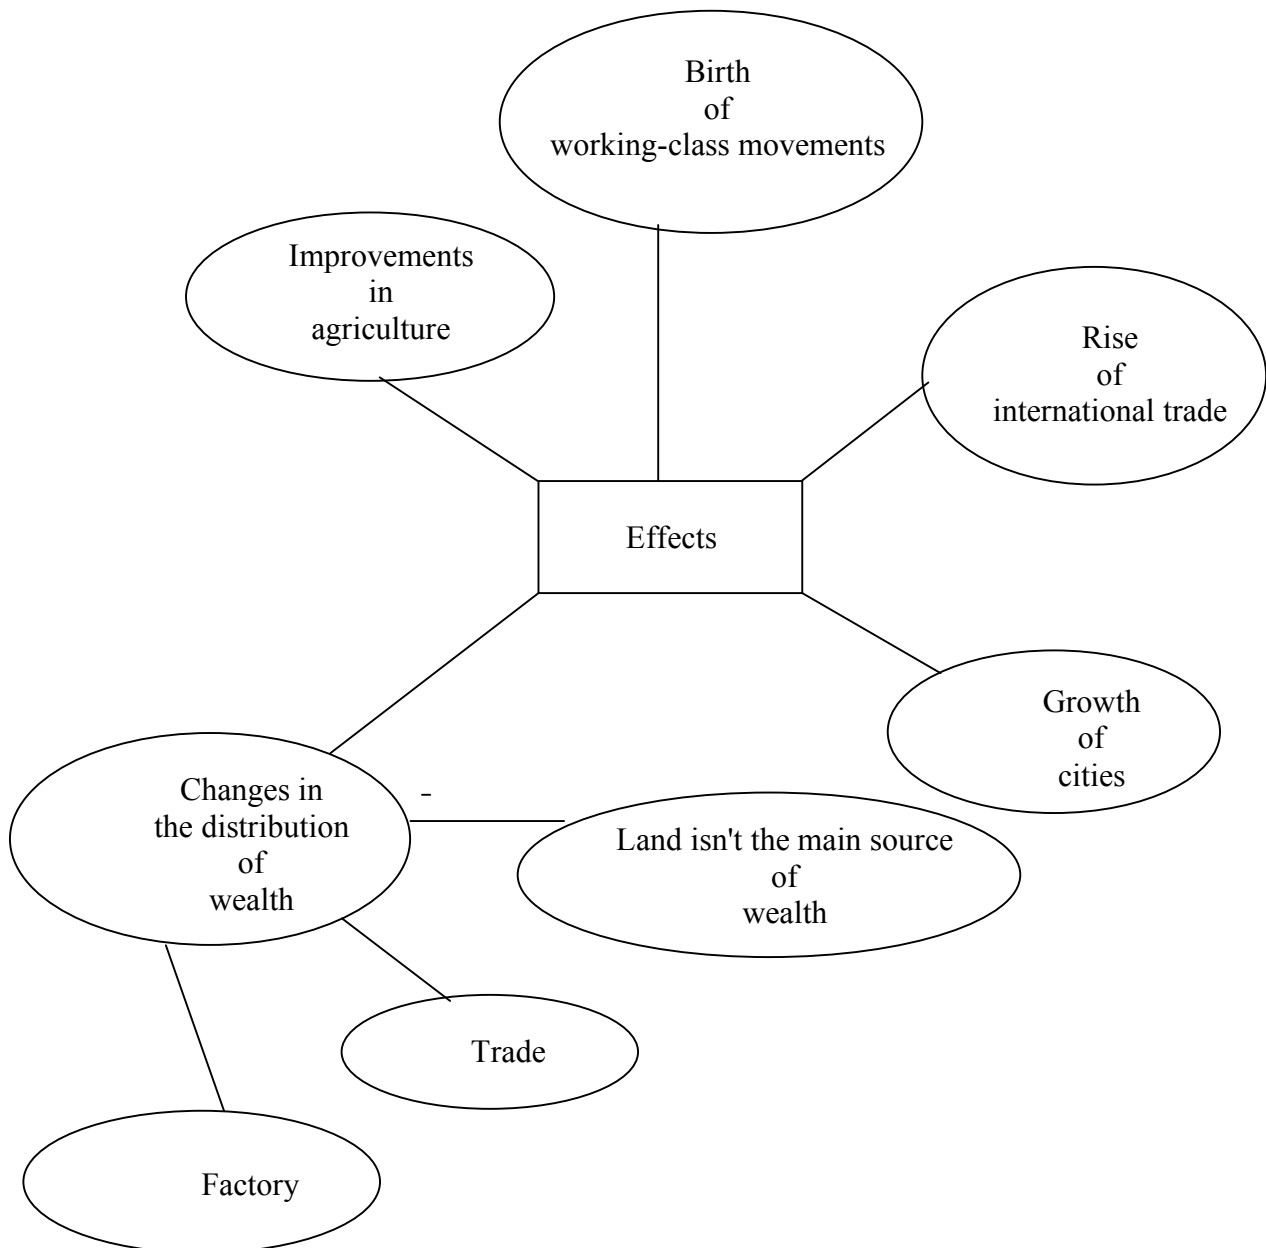 Birth
of
working-class movements
Improvements
in
agriculture
Rise
of
international trade
Effects
Growth
of
cities
Changes in
the distribution
of
wealth
-
Land isn't the main source
of
wealth
Trade
Factory